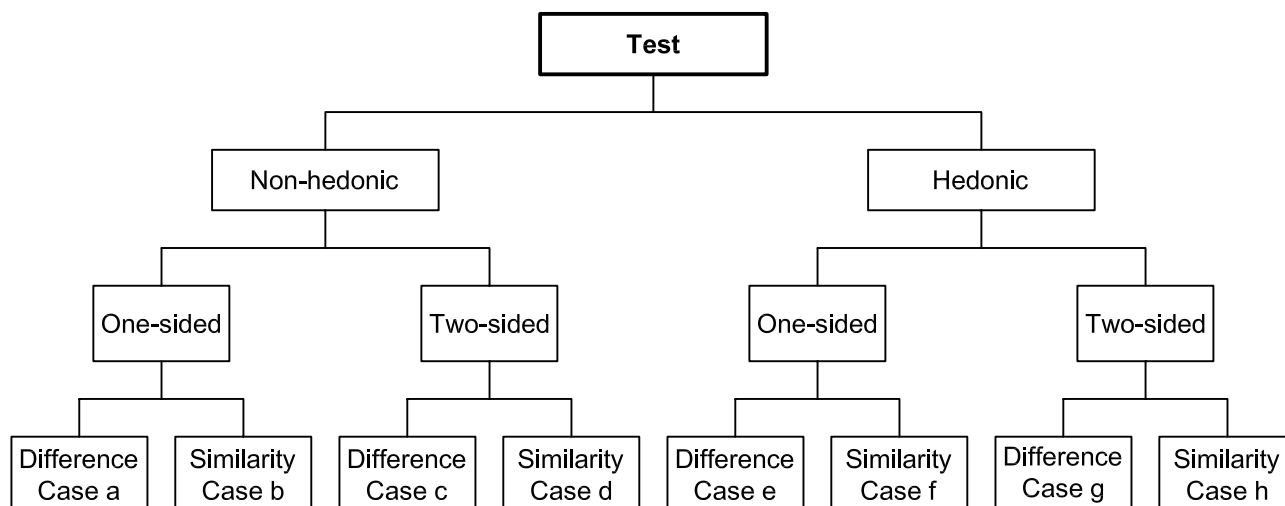 Test
Non-hedonic
Hedonic
One-sided
Two-sided
One-sided
Two-sided
Difference
Case a
Similarity
Case b
Difference
Case c
Similarity
Case d
Difference
Case e
Similarity
Case f
Difference
Case g
Similarity
Case h